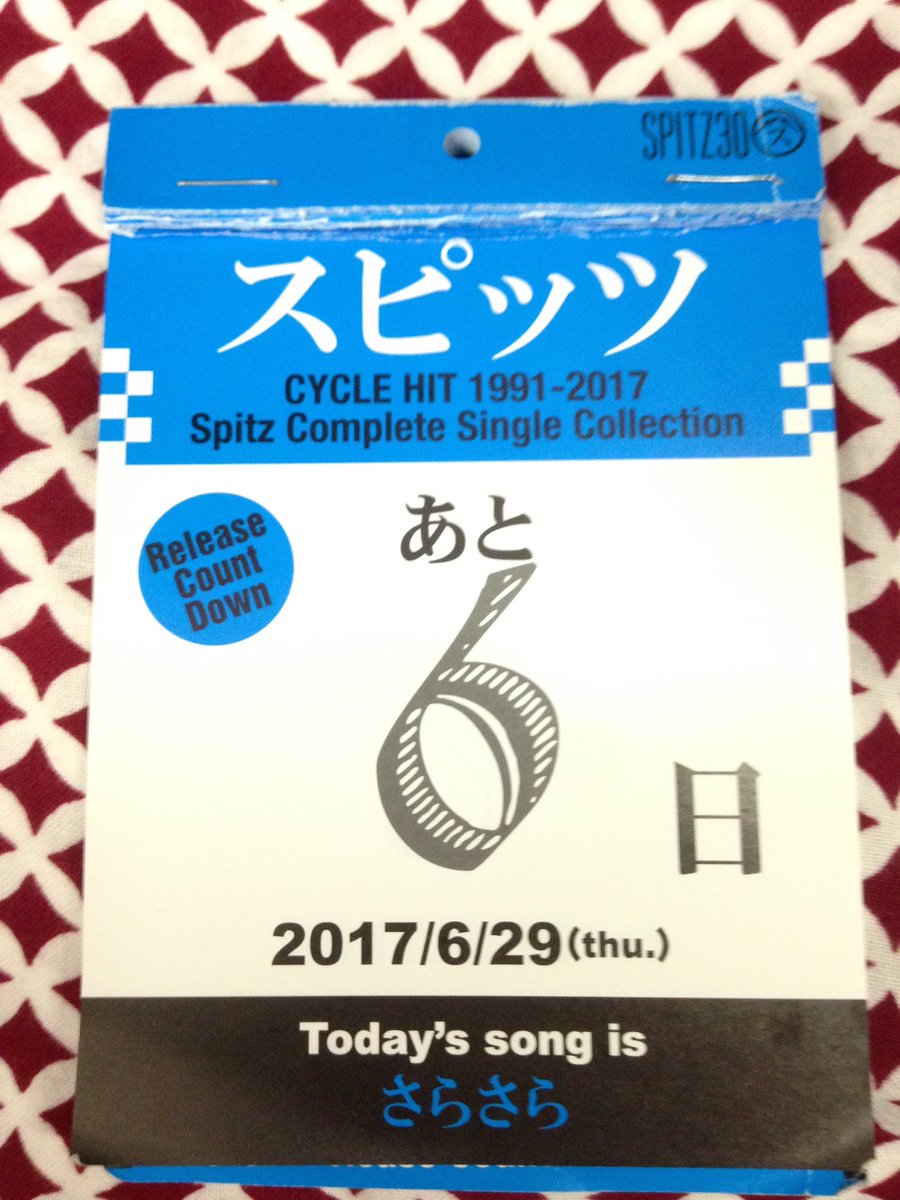 SPITZ30
スピッツ
CYCLE HIT 1991-2017
Spitz Complete Single Collection
Release
Count
Down
あと
6
日
2017/6/29(thu.)
Today's song is
さらさら